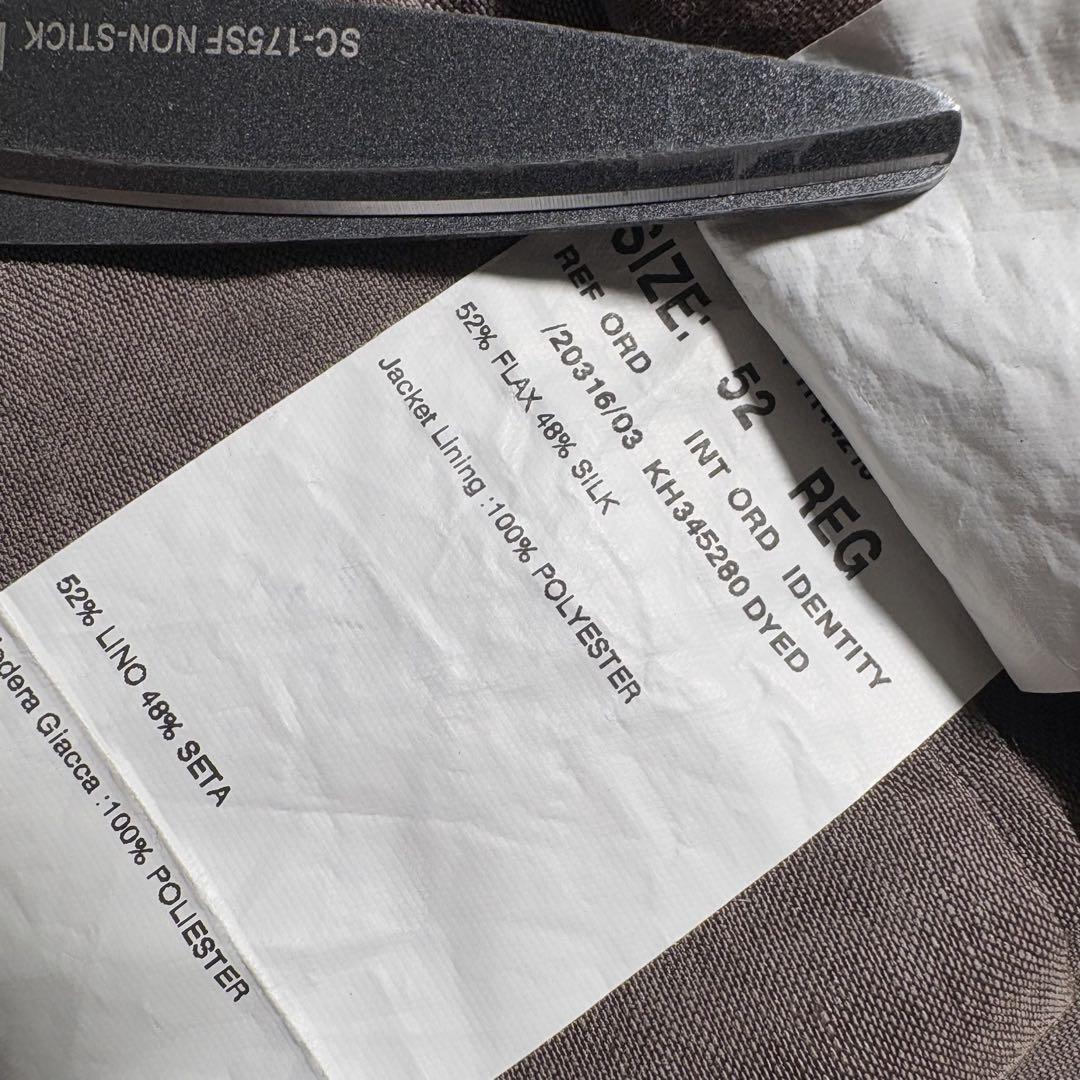 SC-175SF NON-STICK
SIZE: 52 REG
REF ORD INT ORD IDENTITY
/20316/03 KH345280 DYED
52% FLAX 48% SILK
Jacket Lining :100% POLYESTER
52% LINO 48% SETA
Giacca :100% POLIESTER